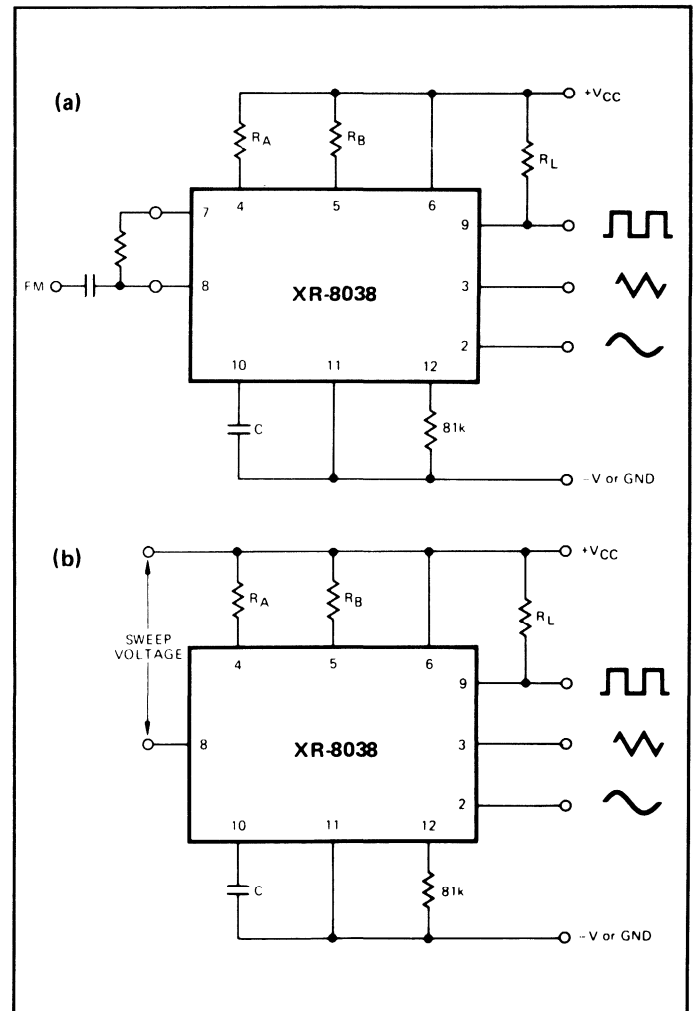 (a)
+VCC
RA
RB
RL
4
5
6
7
9
FM
8
XR-8038
3
2
10
11
12
C
81k
-V or GND
(b)
+VCC
RA
RB
RL
SWEEP
VOLTAGE
4
5
6
9
8
XR-8038
3
2
10
11
12
C
81k
-V or GND